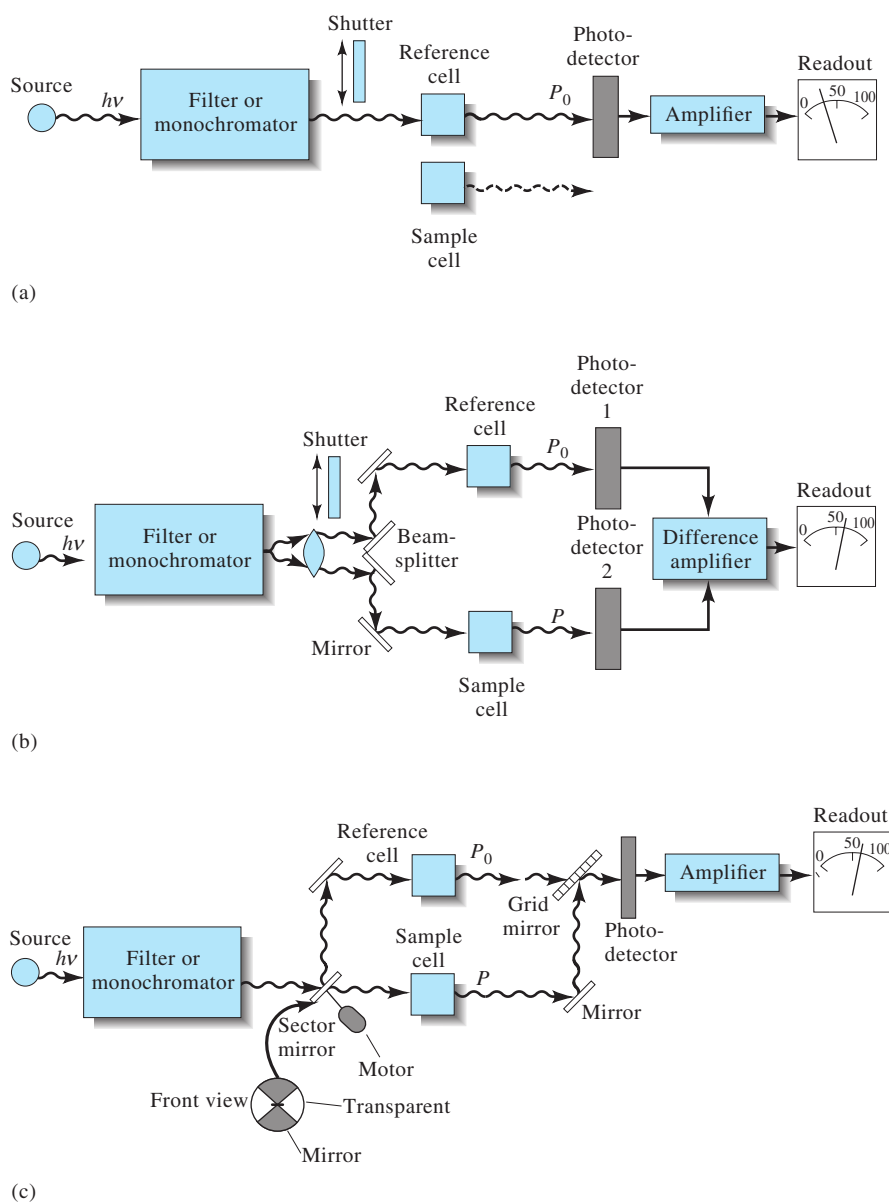 Shutter
Source
hν
Filter or
monochromator
Reference
cell
P0
Photo-
detector
Amplifier
Readout
0 50 100
Sample
cell
(a)
Shutter
Source
hν
Filter or
monochromator
Beam-
splitter
Mirror
Reference
cell
P0
Photo-
detector
1
Photo-
detector
2
Sample
cell
P
Difference
amplifier
Readout
0 50 100
(b)
Source
hν
Filter or
monochromator
Reference
cell
P0
Grid
mirror
Photo-
detector
Amplifier
Readout
0 50 100
Sample
cell
P
Mirror
Sector
mirror
Motor
Front view
Transparent
Mirror
(c)